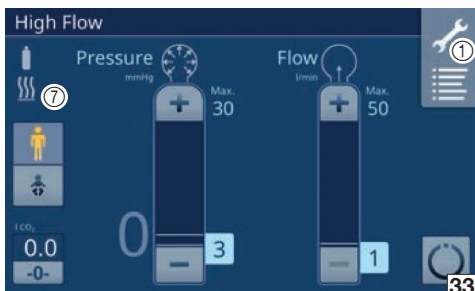 High Flow
①
Pressure
mmHg
Flow
l/min
⑦
Max.
30
Max.
50
+
+
I CO₂
0.0
-0-
0
3
1
−
−
33